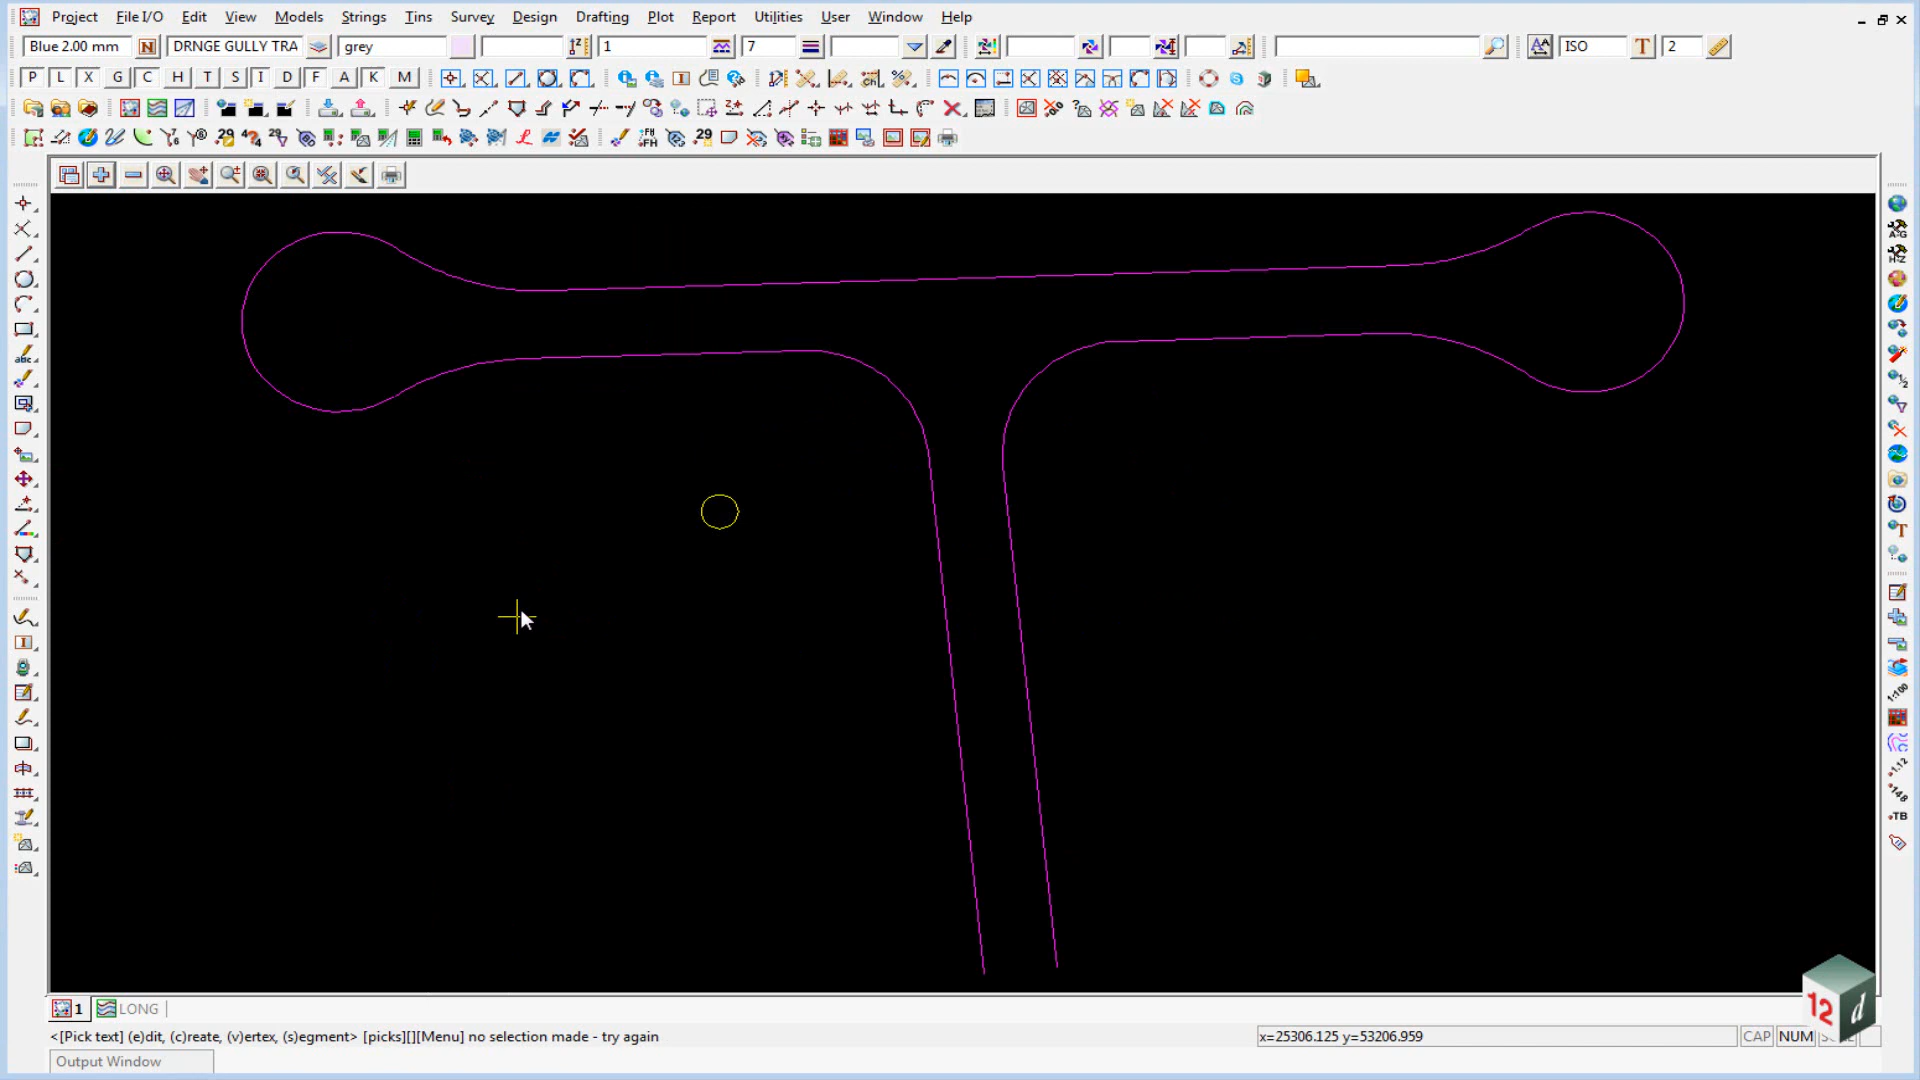 Project File I/O Edit View Models Strings Tins Survey Design Drafting Plot Report Utilities User Window Help
Blue 2.00 mm N DRNGE GULLY TRA grey 1 7 ISO T 2
P L X G C H T S I D F A K M
1 LONG
<[Pick text] (e)dit, (c)reate, (v)ertex, (s)egment> [picks][][Menu] no selection made - try again x=25306.125 y=53206.959 CAP NUM
Output Window
12 d